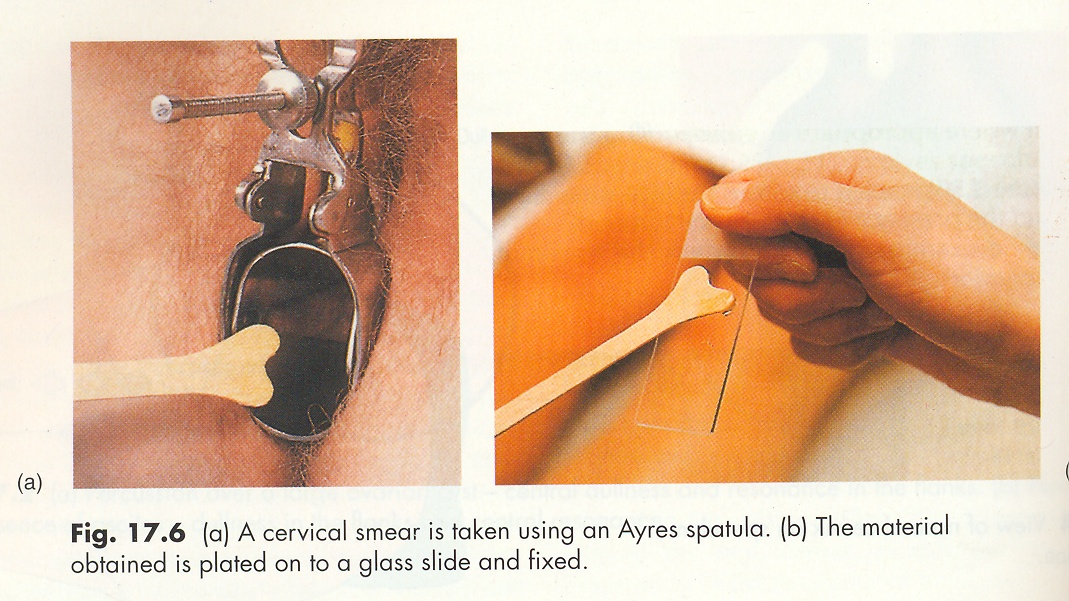 (a)
Fig. 17.6 (a) A cervical smear is taken using an Ayres spatula. (b) The material
obtained is plated on to a glass slide and fixed.